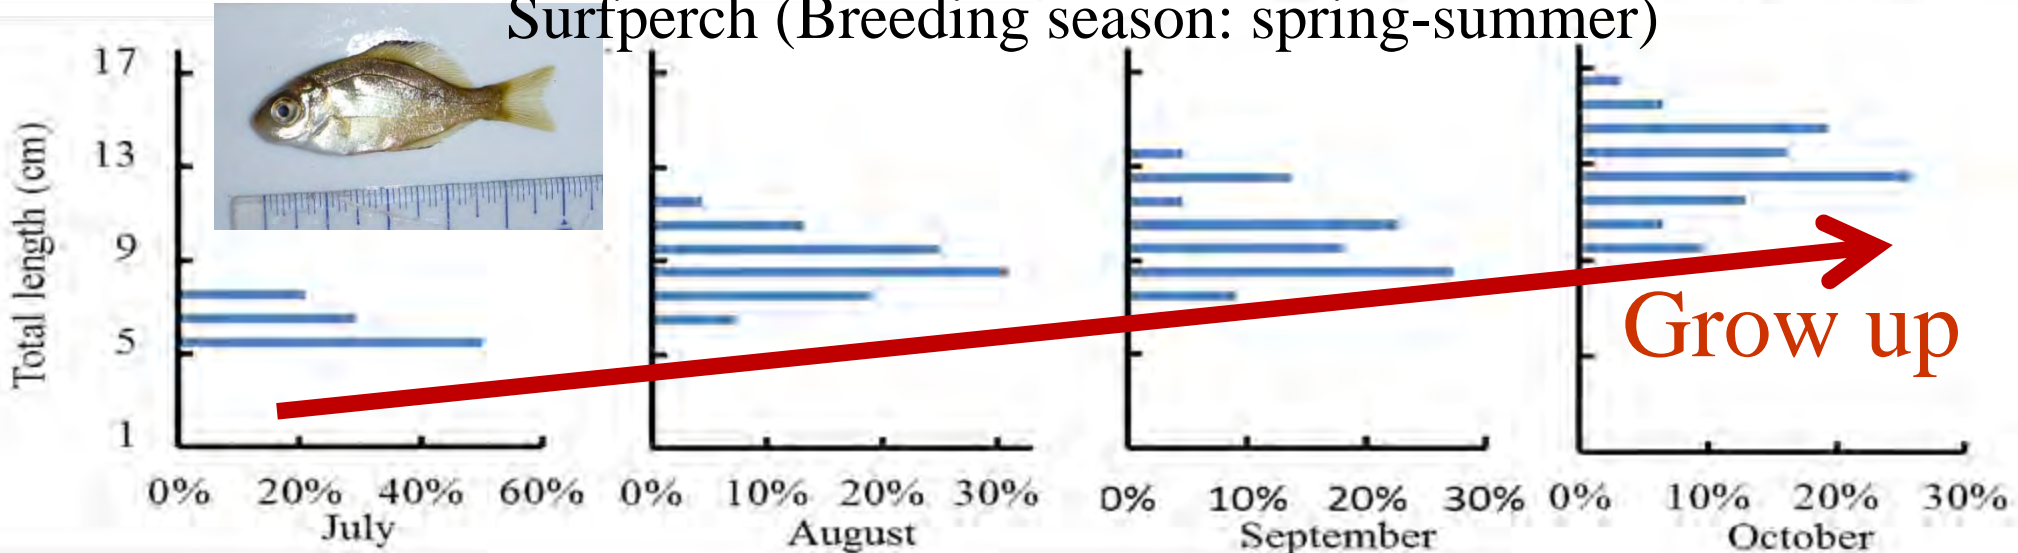 Surfperch (Breeding season: spring-summer)
Total length (cm)
17
13
9
5
1
0% 20% 40% 60%
July
0% 10% 20% 30%
August
0% 10% 20% 30%
September
0% 10% 20% 30%
October
Grow up